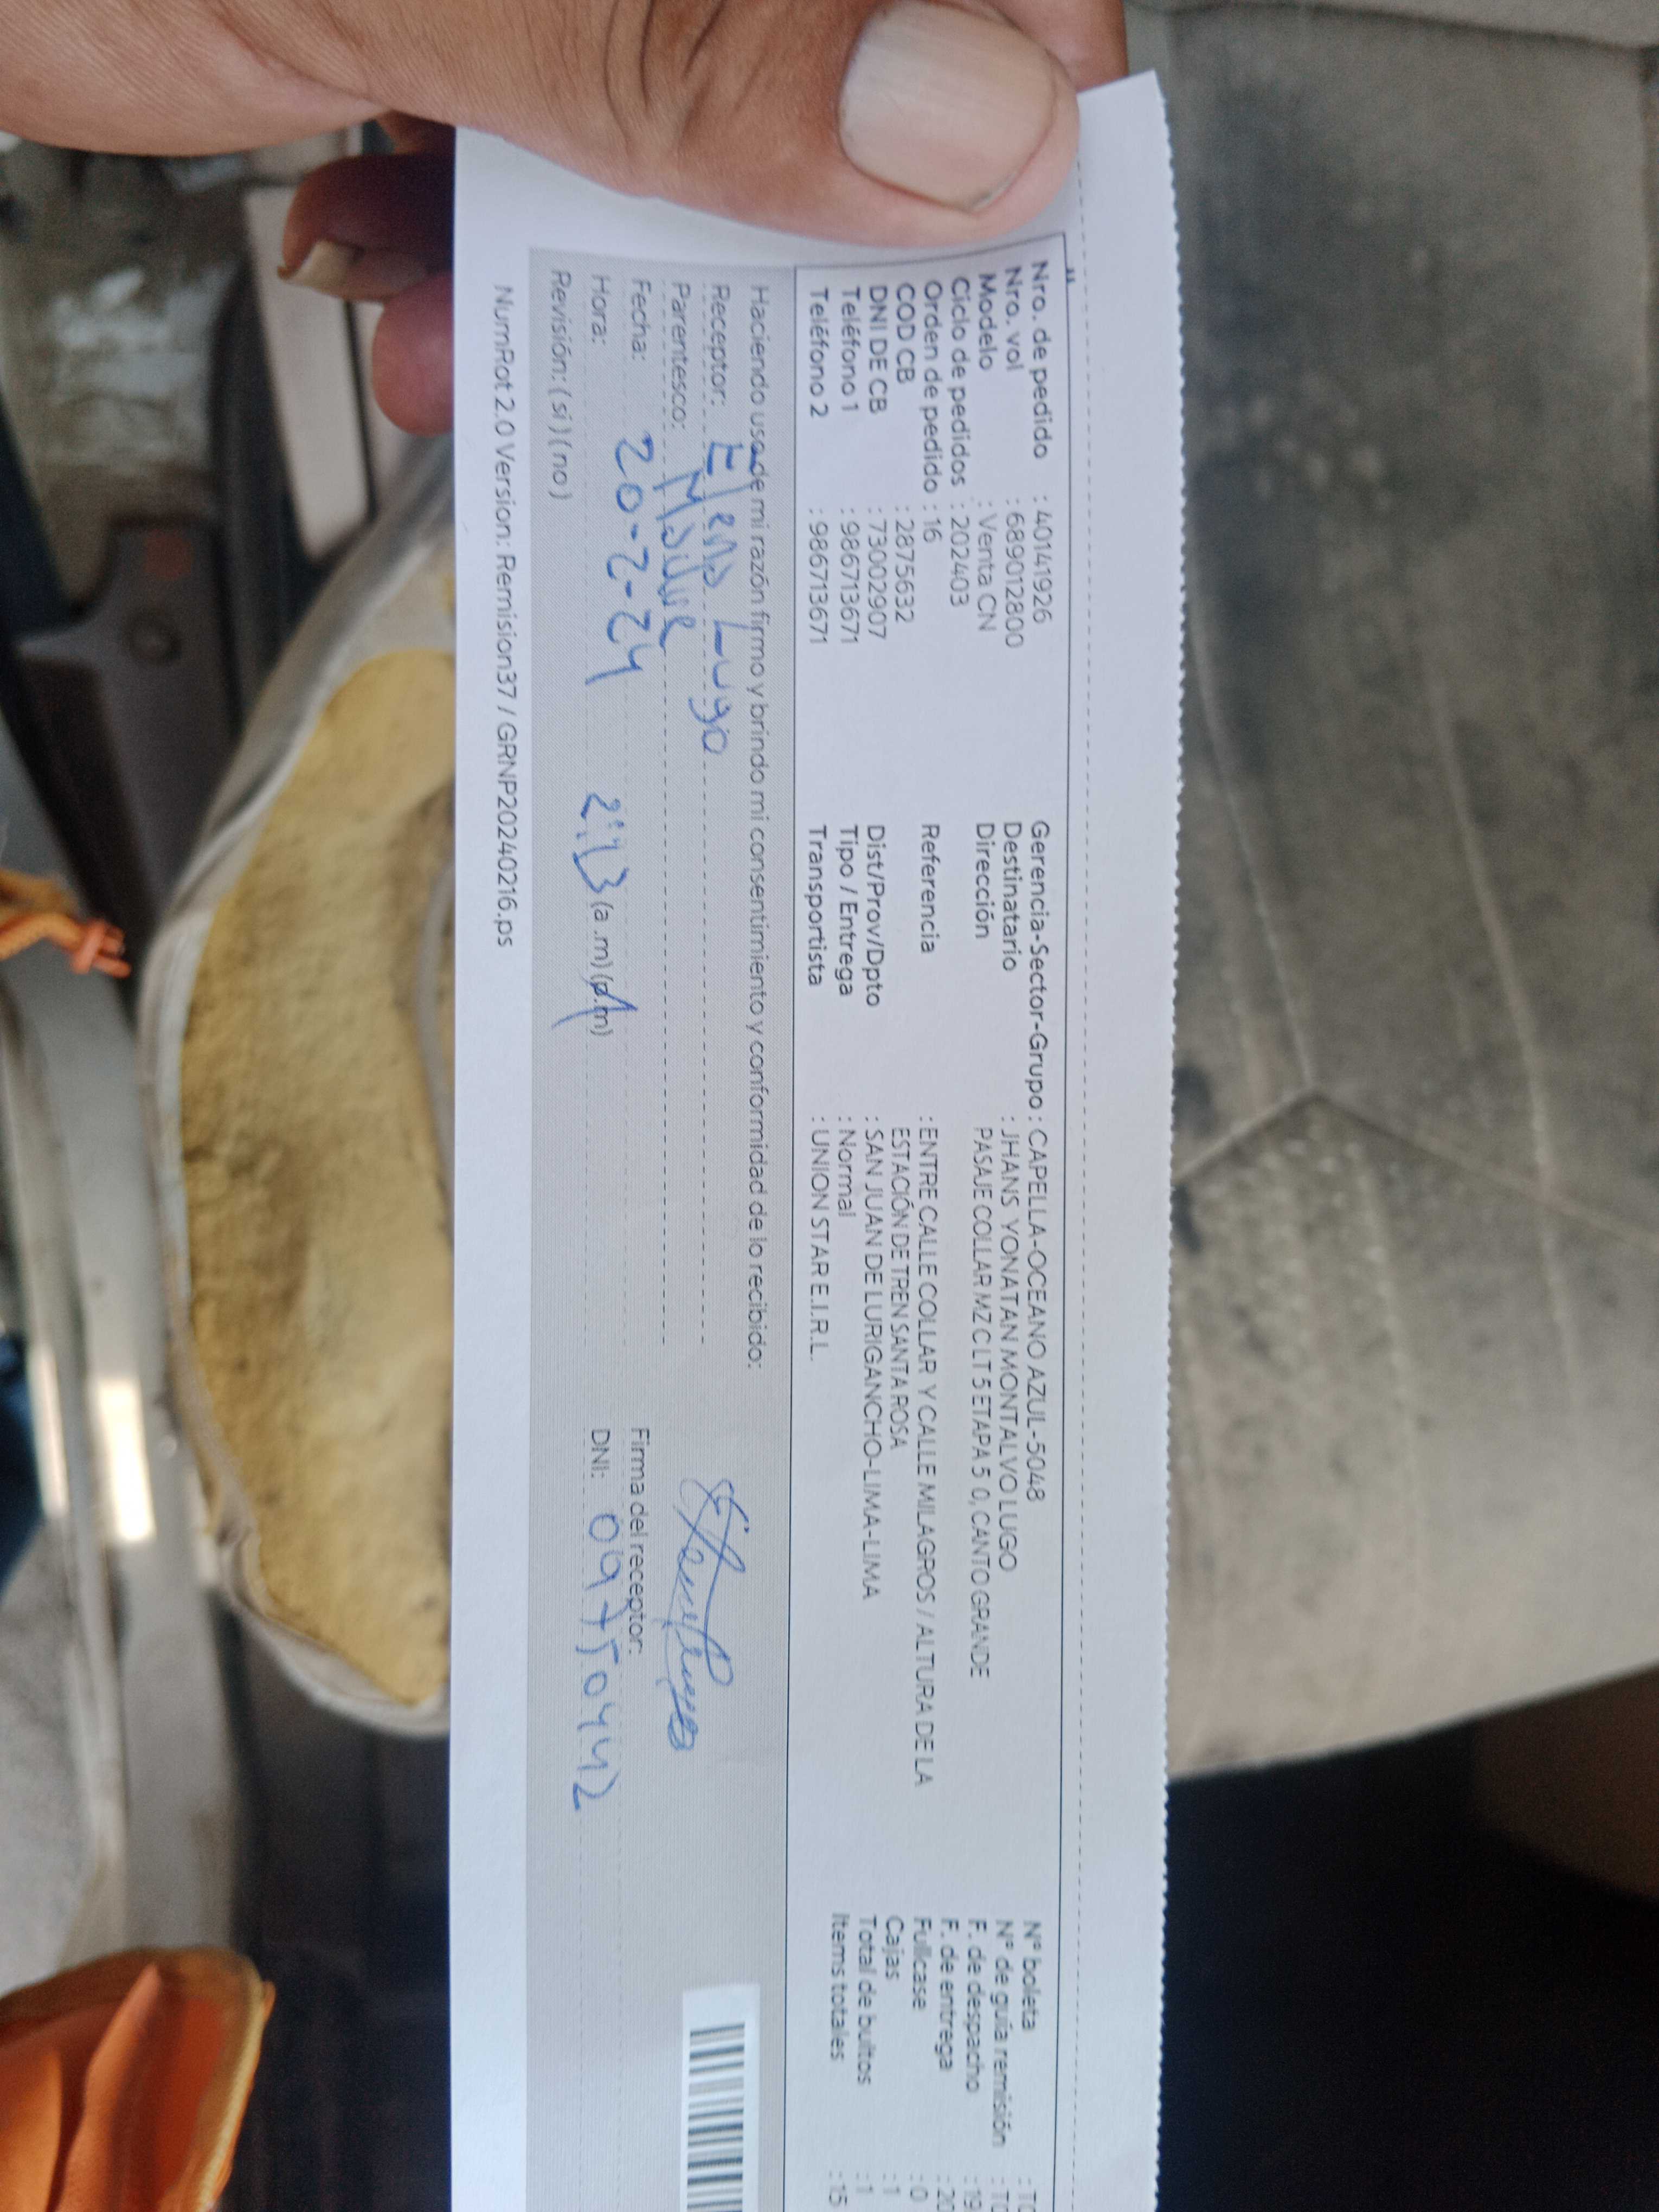 Nro. de pedido : 40141926
Nro. vol : 689012800
Modelo : Venta CN
Ciclo de pedidos : 202403
Orden de pedido : 16
COD CB : 2875632
DNI DE CB : 73002907
Teléfono 1 : 986713671
Teléfono 2 : 986713671
Gerencia-Sector-Grupo : CAPELLA-OCEANO AZUL-5048
Destinatario : JHANS YONATAN MONTALVO LUGO
Dirección PASAJE COLLAR MZ C LT 5 ETAPA 5 0, CANTO GRANDE
Referencia : ENTRE CALLE COLLAR Y CALLE MILAGROS / ALTURA DE LA
ESTACIÓN DE TREN SANTA ROSA
Dist/Prov/Dpto : SAN JUAN DE LURIGANCHO-LIMA-LIMA
Tipo / Entrega : Normal
Transportista : UNION STAR E.I.R.L.
N° boleta
N° de guía remisión
F. de despacho : 19
F. de entrega : 20
Fullcase : 0
Cajas : 1
Total de bultos : 1
Items totales : 15
Haciendo uso de mi razón firmo y brindo mi consentimiento y conformidad de lo recibido:
Receptor: Elena Lugo
Parentesco: Madre
Fecha: 20-2-24
Hora: 2:13 (a.m) (p.m)
Revisión: ( si ) ( no )
Firma del receptor:
DNI: 09750442
NumRot 2.0 Version: Remision37 / GRNP20240216.ps